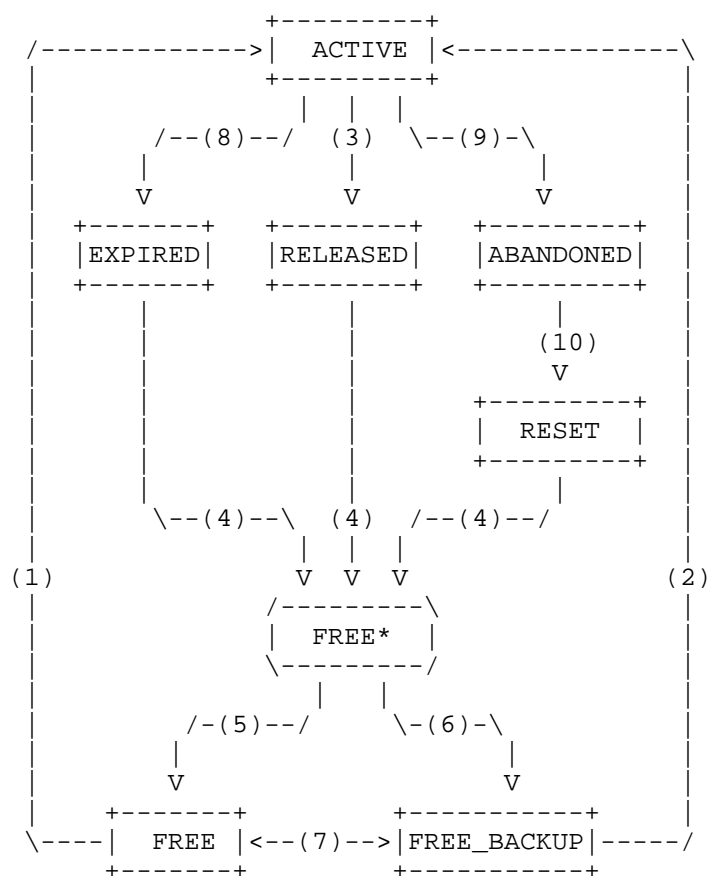 ACTIVE
(8) (3) (9)
EXPIRED RELEASED ABANDONED
(10)
RESET
(4) (4) (4)
(1) (2)
FREE*
(5) (6)
FREE (7) FREE_BACKUP